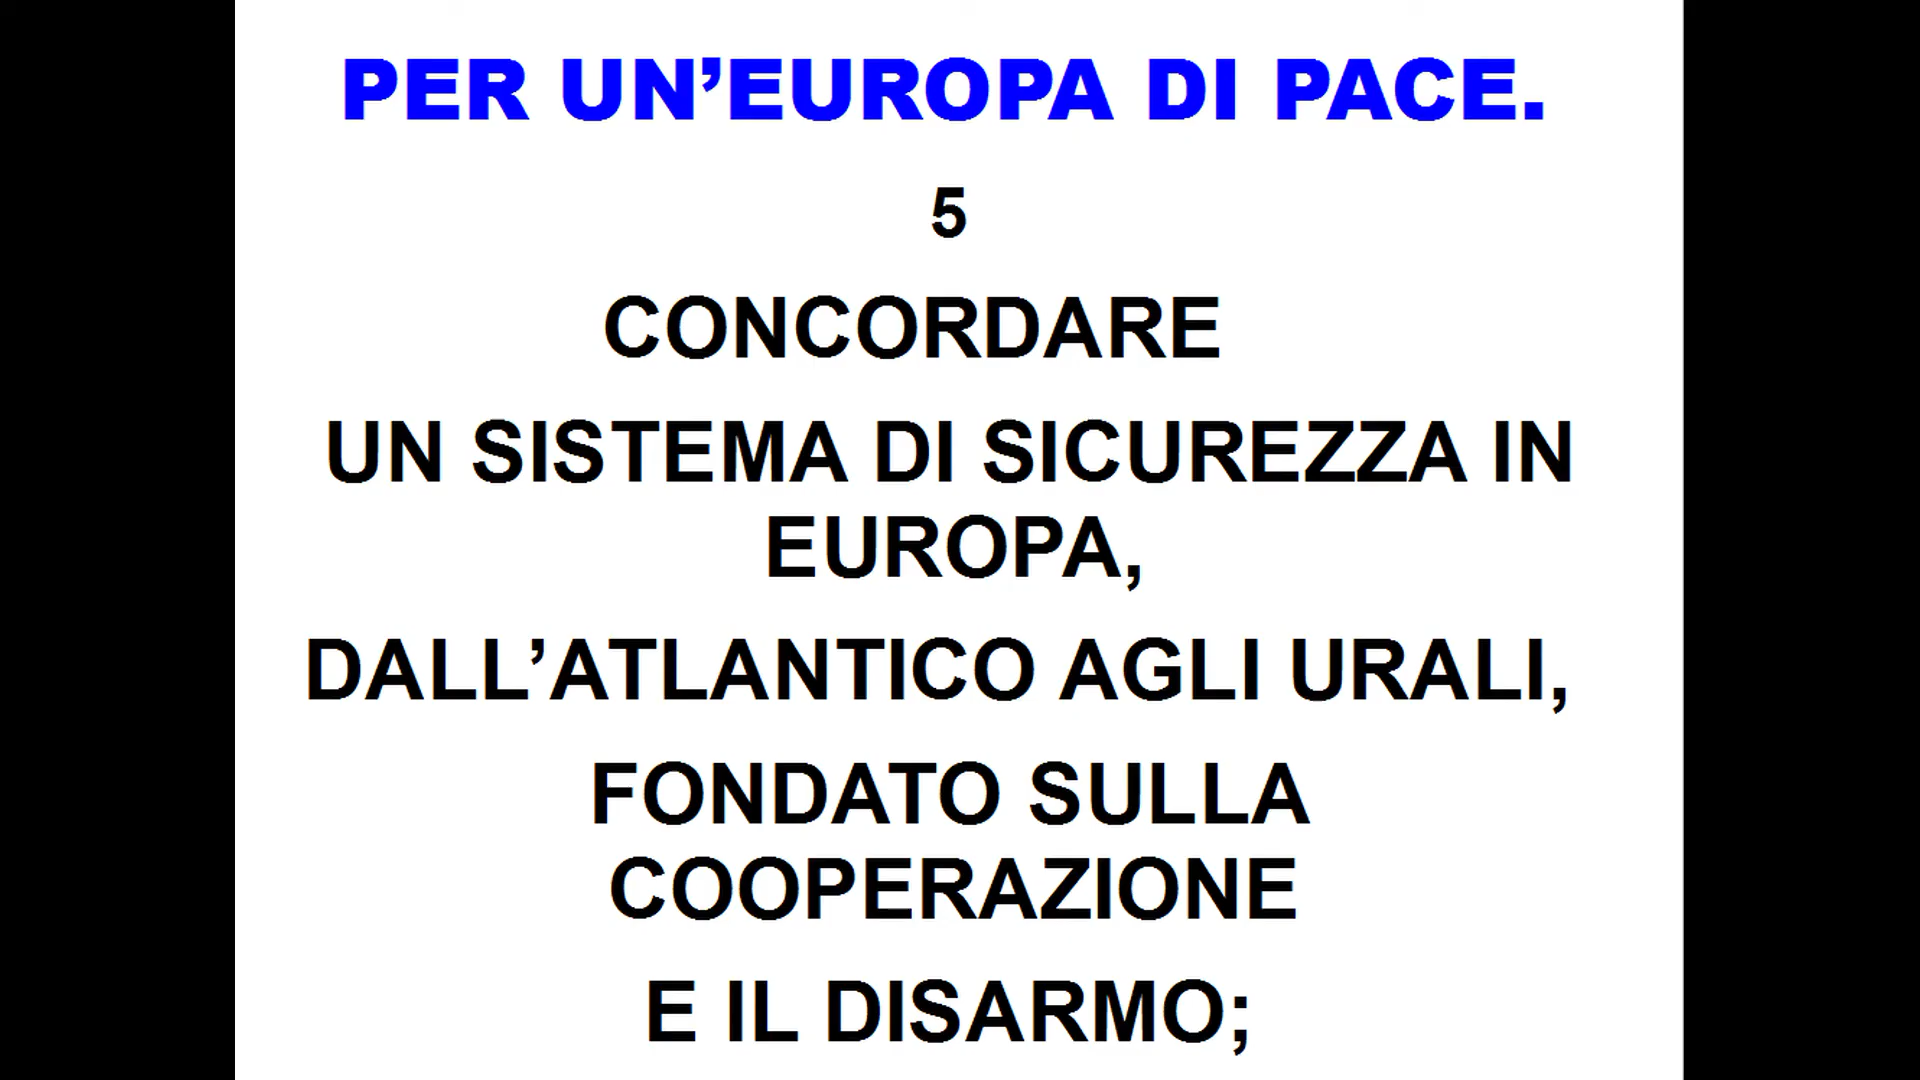 PER UN’EUROPA DI PACE.
5
CONCORDARE
UN SISTEMA DI SICUREZZA IN
EUROPA,
DALL’ATLANTICO AGLI URALI,
FONDATO SULLA
COOPERAZIONE
E IL DISARMO;